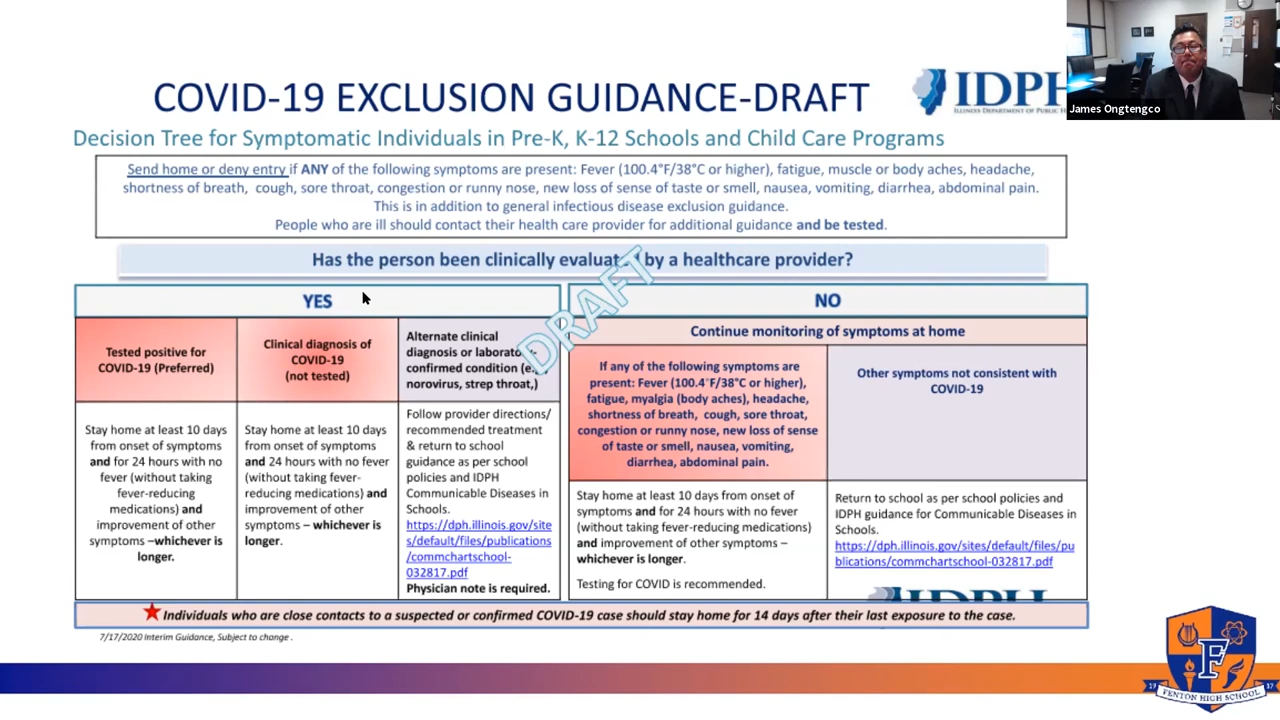 COVID-19 EXCLUSION GUIDANCE-DRAFT
IDPH
ILLINOIS DEPARTMENT OF PUBLIC H
James Ongtengco
Decision Tree for Symptomatic Individuals in Pre-K, K-12 Schools and Child Care Programs
Send home or deny entry if ANY of the following symptoms are present: Fever (100.4°F/38°C or higher), fatigue, muscle or body aches, headache,
shortness of breath, cough, sore throat, congestion or runny nose, new loss of sense of taste or smell, nausea, vomiting, diarrhea, abdominal pain.
This is in addition to general infectious disease exclusion guidance.
People who are ill should contact their health care provider for additional guidance and be tested.
Has the person been clinically evaluated by a healthcare provider?
DRAFT
YES
Tested positive for
COVID-19 (Preferred)
Stay home at least 10 days
from onset of symptoms
and for 24 hours with no
fever (without taking
fever-reducing
medications) and
improvement of other
symptoms –whichever is
longer.
Clinical diagnosis of
COVID-19
(not tested)
Stay home at least 10 days
from onset of symptoms
and 24 hours with no fever
(without taking fever-
reducing medications) and
improvement of other
symptoms – whichever is
longer.
Alternate clinical
diagnosis or laboratory-
confirmed condition (e.g.,
norovirus, strep throat,)
Follow provider directions/
recommended treatment
& return to school
guidance as per school
policies and IDPH
Communicable Diseases in
Schools.
https://dph.illinois.gov/site
s/default/files/publications
/commchartschool-
032817.pdf
Physician note is required.
NO
Continue monitoring of symptoms at home
If any of the following symptoms are
present: Fever (100.4°F/38°C or higher),
fatigue, myalgia (body aches), headache,
shortness of breath, cough, sore throat,
congestion or runny nose, new loss of sense
of taste or smell, nausea, vomiting,
diarrhea, abdominal pain.
Stay home at least 10 days from onset of
symptoms and for 24 hours with no fever
(without taking fever-reducing medications)
and improvement of other symptoms –
whichever is longer.
Testing for COVID is recommended.
Other symptoms not consistent with
COVID-19
Return to school as per school policies and
IDPH guidance for Communicable Diseases in
Schools.
https://dph.illinois.gov/sites/default/files/pu
blications/commchartschool-032817.pdf
IDPH
Individuals who are close contacts to a suspected or confirmed COVID-19 case should stay home for 14 days after their last exposure to the case.
7/17/2020 Interim Guidance, Subject to change .
F
19 FENTON HIGH SCHOOL 37